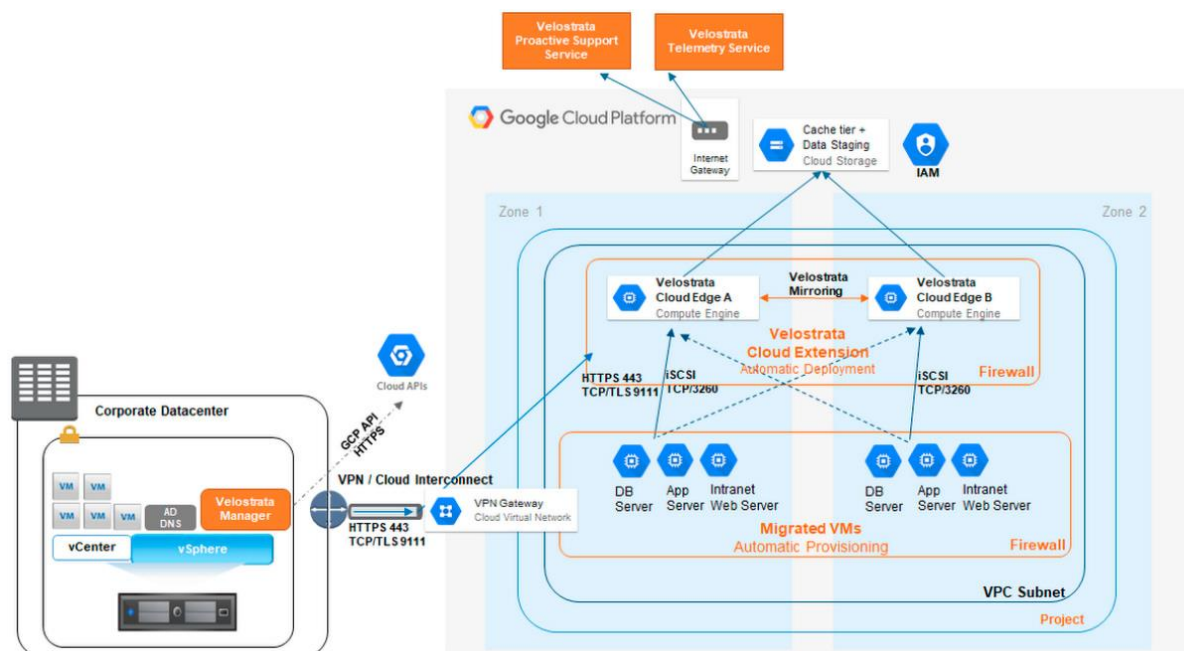 Velostrata
Proactive Support
Service
Velostrata
Telemetry Service
Google Cloud Platform
Internet
Gateway
Cache tier +
Data Staging
Cloud Storage
IAM
Zone 1
Zone 2
Velostrata
Cloud Edge A
Compute Engine
Velostrata
Mirroring
Velostrata
Cloud Edge B
Compute Engine
Velostrata
Cloud Extension
Automatic Deployment
Firewall
HTTPS 443
TCP/TLS 9111
iSCSI
TCP/3260
iSCSI
TCP/3260
Cloud APIs
Corporate Datacenter
GCP API
HTTPS
VPN / Cloud Interconnect
VM
VM
VM
VM
VM
AD
DNS
Velostrata
Manager
vCenter
vSphere
HTTPS 443
TCP/TLS 9111
VPN Gateway
Cloud Virtual Network
DB
Server
App
Server
Intranet
Web Server
DB
Server
App
Server
Intranet
Web Server
Migrated VMs
Automatic Provisioning
Firewall
VPC Subnet
Project